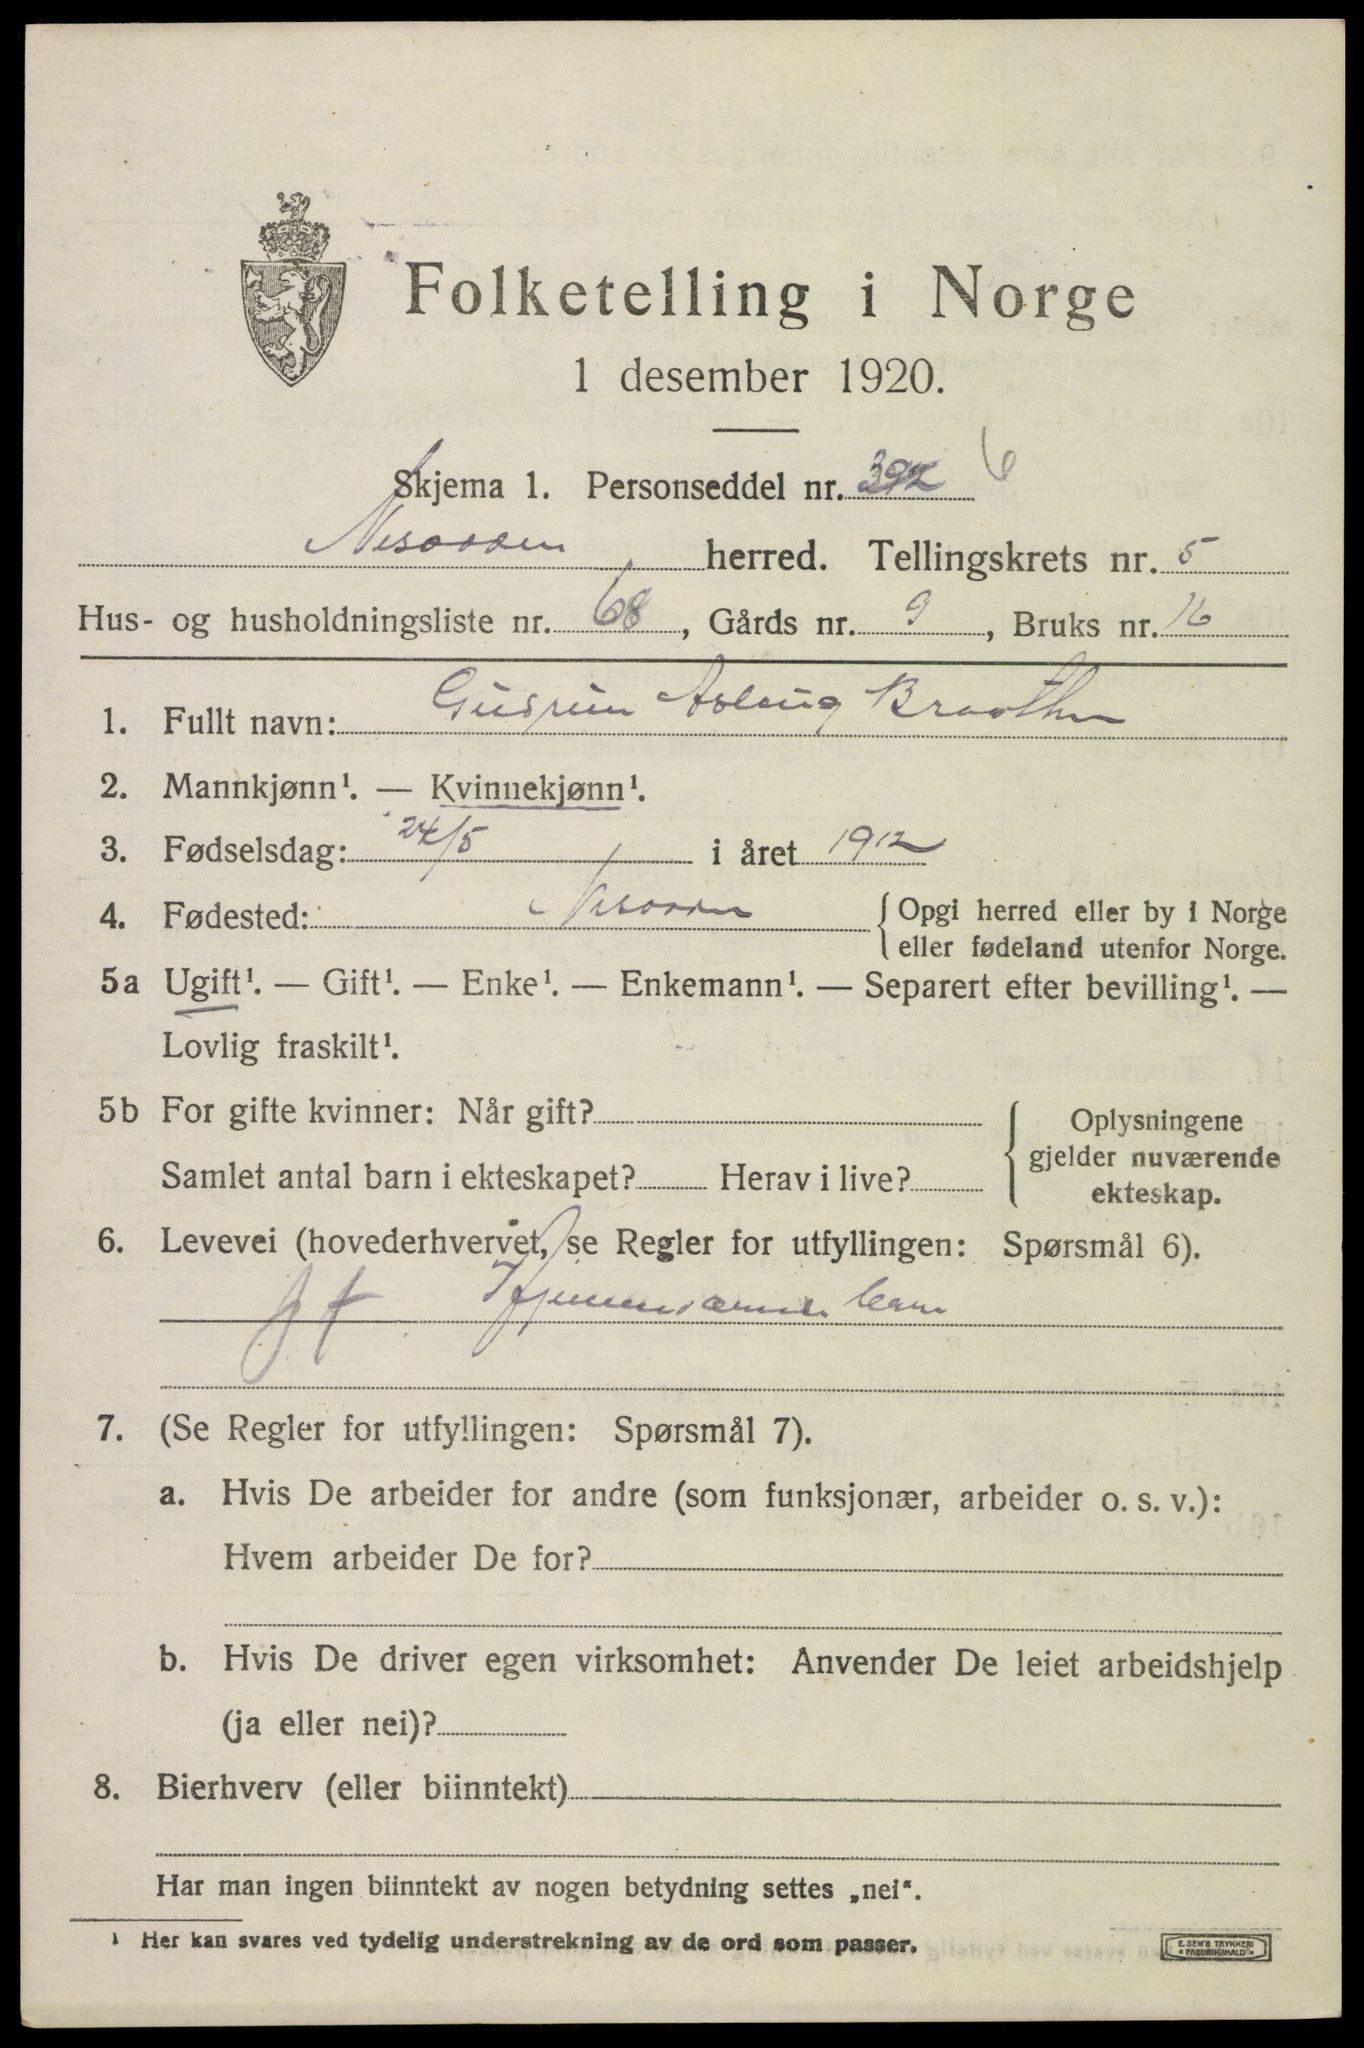 Folketelling i Norge
1 desember 1920.
Skjema 1. Personseddel nr. 392 6
Nesodden herred. Tellingskrets nr. 5
Hus- og husholdningsliste nr. 68, Gårds nr. 9, Bruks nr. 16
1. Fullt navn: Gudrun Aslaug Braathen
2. Mannkjønn¹. — Kvinnekjønn¹.
3. Fødselsdag: 24/5 i året 1912
4. Fødested: Nesodden { Opgi herred eller by i Norge
eller fødeland utenfor Norge.
5a Ugift¹. — Gift¹. — Enke¹. — Enkemann¹. — Separert efter bevilling¹. —
Lovlig fraskilt¹.
5b For gifte kvinner: Når gift? { Oplysningene
gjelder nuværende
ekteskap.
Samlet antal barn i ekteskapet? Herav i live?
6. Levevei (hovederhvervet, se Regler for utfyllingen: Spørsmål 6).
Hjemmeværende barn
7. (Se Regler for utfyllingen: Spørsmål 7).
a. Hvis De arbeider for andre (som funksjonær, arbeider o. s. v.):
Hvem arbeider De for?
b. Hvis De driver egen virksomhet: Anvender De leiet arbeidshjelp
(ja eller nei)?
8. Bierhverv (eller biinntekt)
Har man ingen biinntekt av nogen betydning settes „nei“.
¹ Her kan svares ved tydelig understrekning av de ord som passer.
E. SEM'S TRYKKERI
FREDRIKSHALD